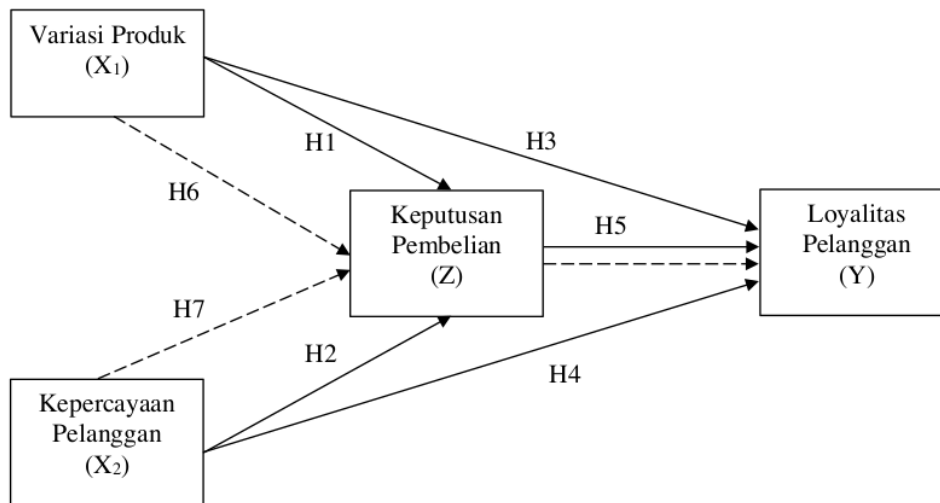 Variasi Produk
(X₁)
H1
H3
H6
Keputusan
Pembelian
(Z)
H5
Loyalitas
Pelanggan
(Y)
H7
H2
H4
Kepercayaan
Pelanggan
(X₂)